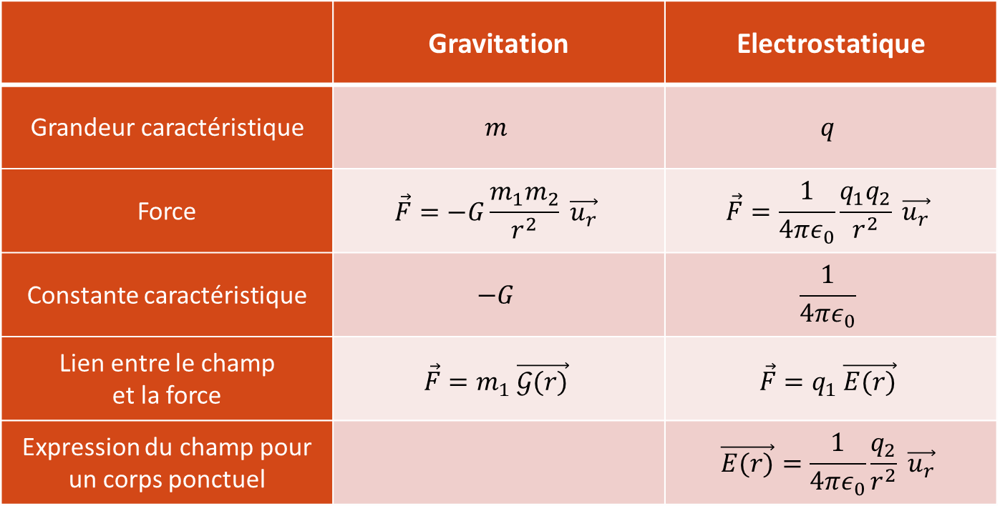 Gravitation Electrostatique
Grandeur caractéristique $m$ $q$
Force $\vec{F} = -G \frac{m_1 m_2}{r^2} \overrightarrow{u_r}$ $\vec{F} = \frac{1}{4\pi\epsilon_0} \frac{q_1 q_2}{r^2} \overrightarrow{u_r}$
Constante caractéristique $-G$ $\frac{1}{4\pi\epsilon_0}$
Lien entre le champ
et la force $\vec{F} = m_1 \overrightarrow{\mathcal{G}(r)}$ $\vec{F} = q_1 \overrightarrow{E(r)}$
Expression du champ pour
un corps ponctuel $\overrightarrow{E(r)} = \frac{1}{4\pi\epsilon_0} \frac{q_2}{r^2} \overrightarrow{u_r}$